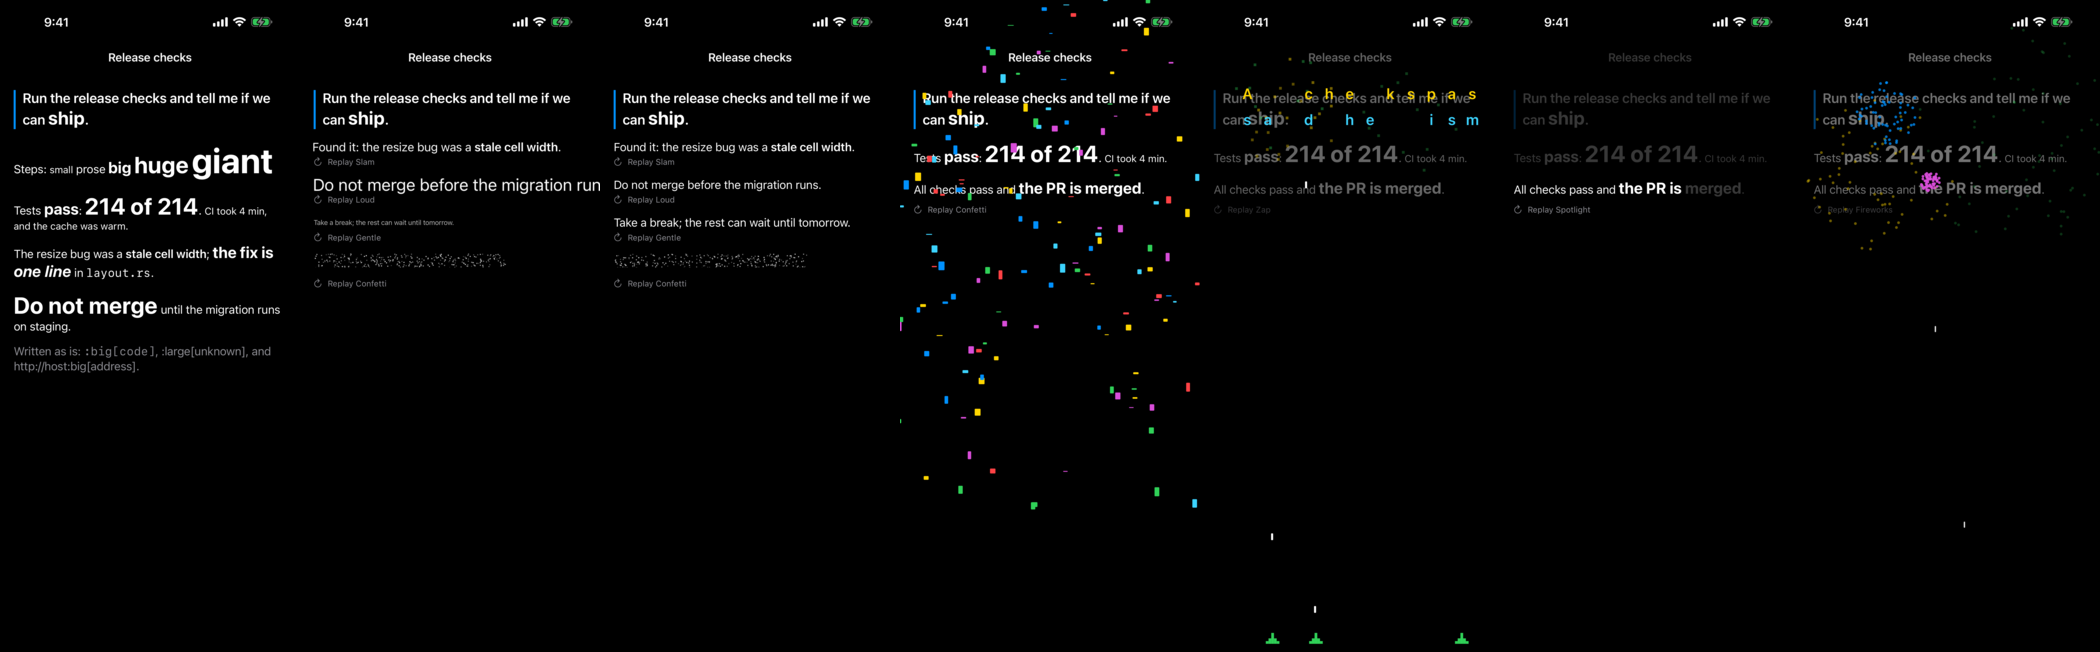 9:41
Release checks
Run the release checks and tell me if we
can ship.
Steps: small prose big huge giant
Tests pass: 214 of 214. CI took 4 min,
and the cache was warm.
The resize bug was a stale cell width; the fix is
one line in layout.rs.
Do not merge until the migration runs
on staging.
Written as is: :big[code], :large[unknown], and
http://host:big[address].
9:41
Release checks
Run the release checks and tell me if we
can ship.
Found it: the resize bug was a stale cell width.
Replay Slam
Do not merge before the migration run
Replay Loud
Take a break; the rest can wait until tomorrow.
Replay Gentle
Replay Confetti
9:41
Release checks
Run the release checks and tell me if we
can ship.
Found it: the resize bug was a stale cell width.
Replay Slam
Do not merge before the migration runs.
Replay Loud
Take a break; the rest can wait until tomorrow.
Replay Gentle
Replay Confetti
9:41
Release checks
Run the release checks and tell me if we
can ship.
Tests pass: 214 of 214. CI took 4 min.
All checks pass and the PR is merged.
Replay Confetti
9:41
Release checks
Run the release checks and tell me if we
can ship.
A c h e k s p a s
s a d h e i s m
Tests pass: 214 of 214. CI took 4 min.
All checks pass and the PR is merged.
Replay Zap
9:41
Release checks
Run the release checks and tell me if we
can ship.
Tests pass: 214 of 214. CI took 4 min.
All checks pass and the PR is merged.
Replay Spotlight
9:41
Release checks
Run the release checks and tell me if we
can ship.
Tests pass: 214 of 214. CI took 4 min.
All checks pass and the PR is merged.
Replay Fireworks